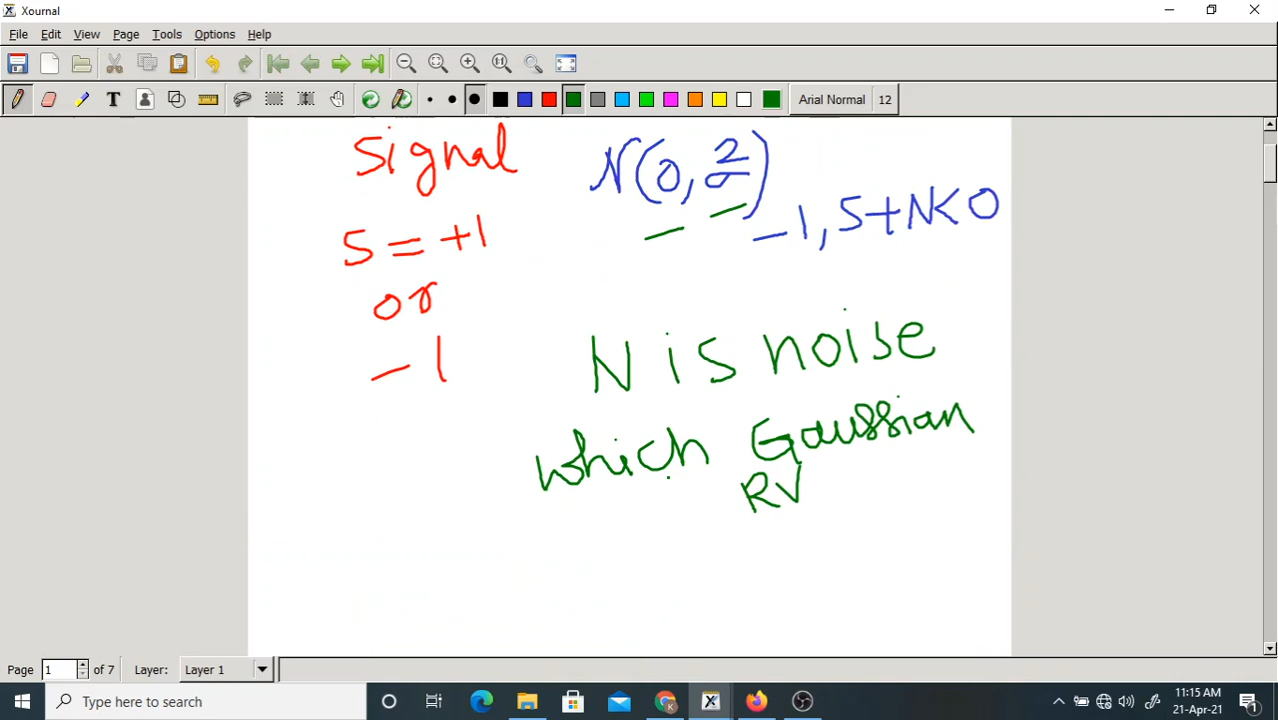 Xournal
File Edit View Page Tools Options Help
Arial Normal 12
Signal
S = +1
or
-1
N(0, σ²)
-1, S+N<0
N is noise
which Gaussian
RV
Page 1 of 7 Layer: Layer 1
Type here to search
11:15 AM
21-Apr-21
1